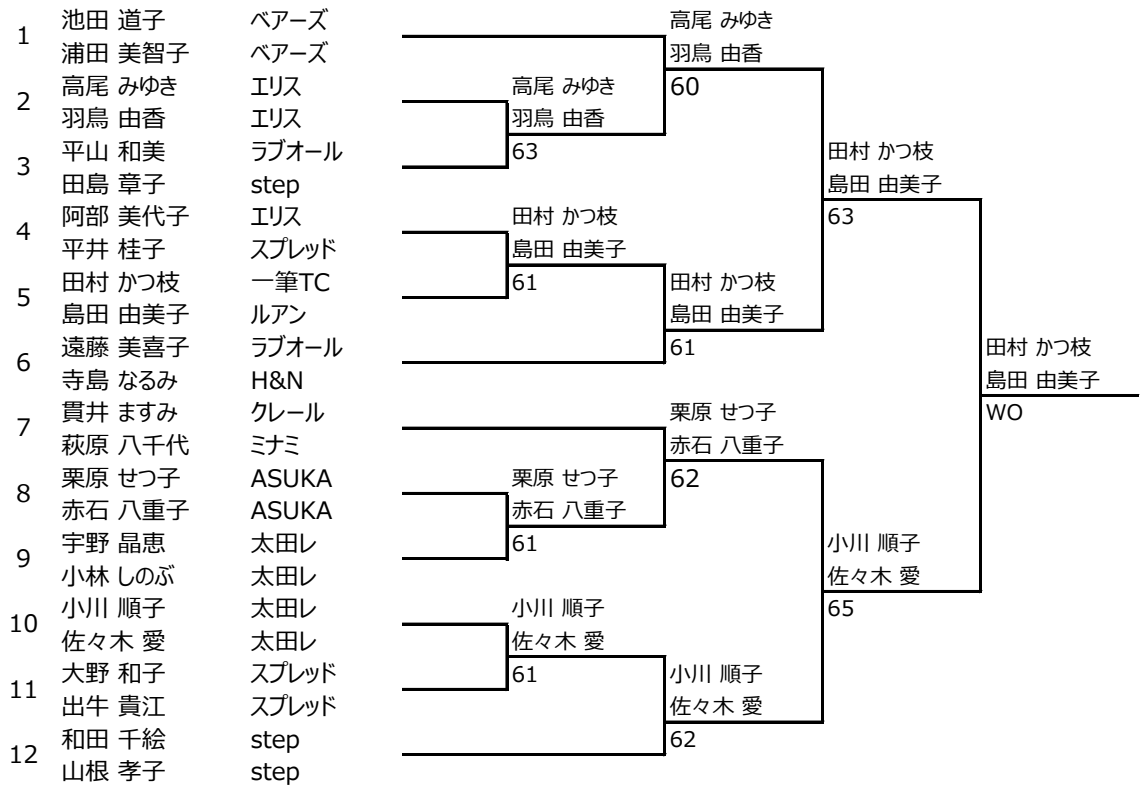 1
池田 道子 ベアーズ
浦田 美智子 ベアーズ
2
高尾 みゆき エリス
羽鳥 由香 エリス
3
平山 和美 ラブオール
田島 章子 step
4
阿部 美代子 エリス
平井 桂子 スプレッド
5
田村 かつ枝 一筆TC
島田 由美子 ルアン
6
遠藤 美喜子 ラブオール
寺島 なるみ H&N
7
貫井 ますみ クレール
萩原 八千代 ミナミ
8
栗原 せつ子 ASUKA
赤石 八重子 ASUKA
9
宇野 晶恵 太田レ
小林 しのぶ 太田レ
10
小川 順子 太田レ
佐々木 愛 太田レ
11
大野 和子 スプレッド
出牛 貴江 スプレッド
12
和田 千絵 step
山根 孝子 step
高尾 みゆき
羽鳥 由香
63
田村 かつ枝
島田 由美子
61
栗原 せつ子
赤石 八重子
61
小川 順子
佐々木 愛
61
高尾 みゆき
羽鳥 由香
60
田村 かつ枝
島田 由美子
61
栗原 せつ子
赤石 八重子
62
小川 順子
佐々木 愛
62
田村 かつ枝
島田 由美子
63
小川 順子
佐々木 愛
65
田村 かつ枝
島田 由美子
WO